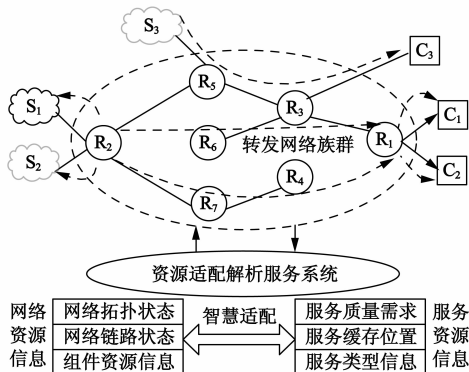 S3
C3
R5
S1
R3
C1
R2
R6
转发网络族群
R1
S2
R4
C2
R7
资源适配解析服务系统
网络
资源
信息
网络拓扑状态
网络链路状态
组件资源信息
智慧适配
服务质量需求
服务缓存位置
服务类型信息
服务
资源
信息